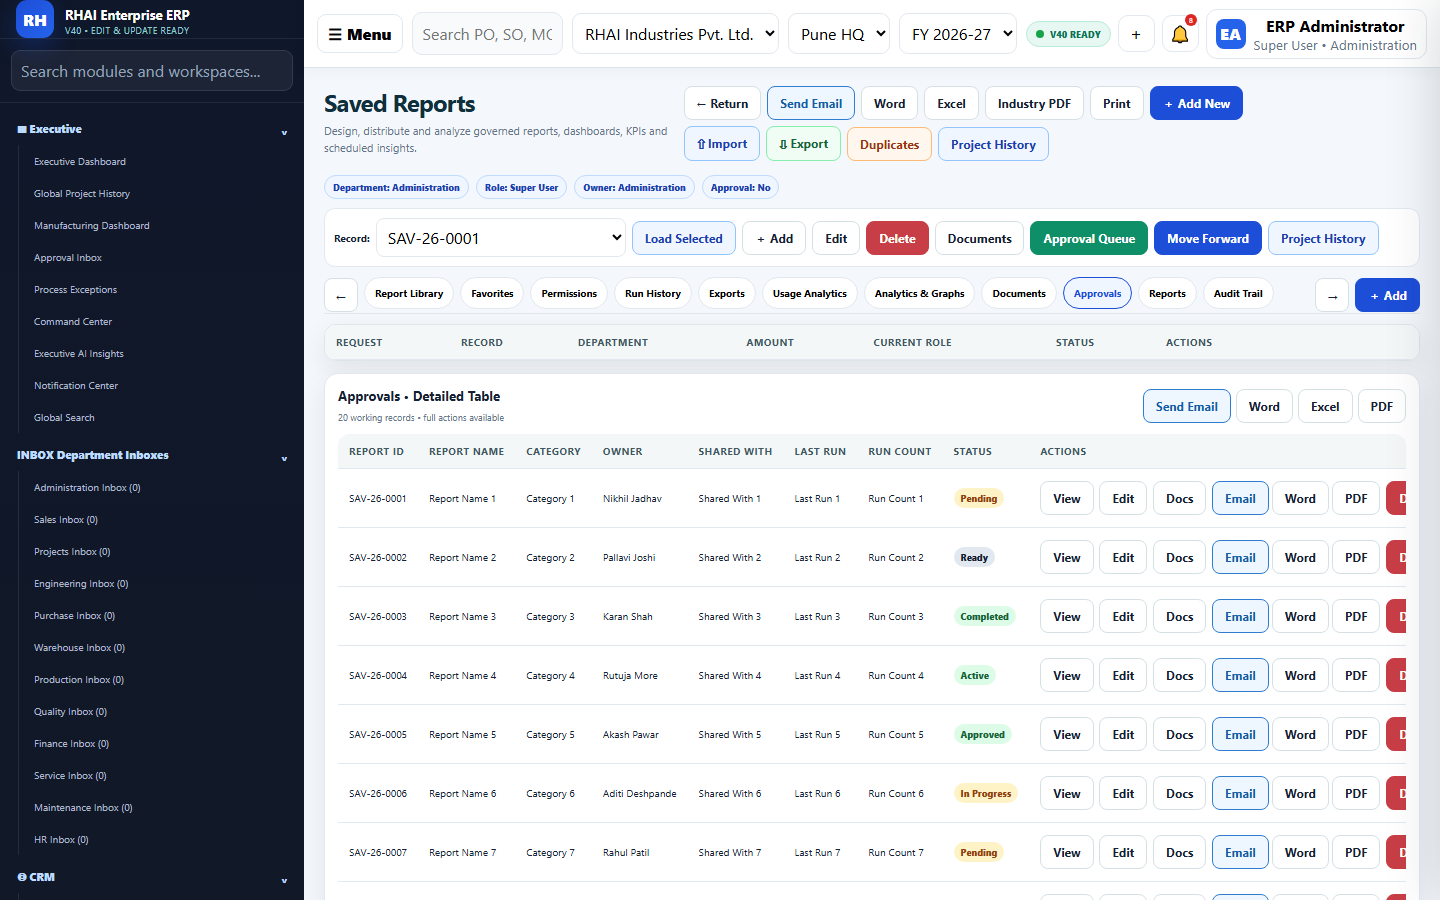 RH
RHAI Enterprise ERP
V40 • EDIT & UPDATE READY
Search modules and workspaces...
Executive
Executive Dashboard
Global Project History
Manufacturing Dashboard
Approval Inbox
Process Exceptions
Command Center
Executive AI Insights
Notification Center
Global Search
INBOX Department Inboxes
Administration Inbox (0)
Sales Inbox (0)
Projects Inbox (0)
Engineering Inbox (0)
Purchase Inbox (0)
Warehouse Inbox (0)
Production Inbox (0)
Quality Inbox (0)
Finance Inbox (0)
Service Inbox (0)
Maintenance Inbox (0)
HR Inbox (0)
CRM
☰ Menu
Search PO, SO, MO
RHAI Industries Pvt. Ltd.
Pune HQ
FY 2026-27
V40 READY
+
8
EA
ERP Administrator
Super User • Administration
Saved Reports
Design, distribute and analyze governed reports, dashboards, KPIs and scheduled insights.
← Return
Send Email
Word
Excel
Industry PDF
Print
+ Add New
⇧ Import
⇩ Export
Duplicates
Project History
Department: Administration
Role: Super User
Owner: Administration
Approval: No
Record:
SAV-26-0001
Load Selected
+ Add
Edit
Delete
Documents
Approval Queue
Move Forward
Project History
←
Report Library
Favorites
Permissions
Run History
Exports
Usage Analytics
Analytics & Graphs
Documents
Approvals
Reports
Audit Trail
→
+ Add
REQUEST RECORD DEPARTMENT AMOUNT CURRENT ROLE STATUS ACTIONS
Approvals • Detailed Table
20 working records • full actions available
Send Email
Word
Excel
PDF
REPORT ID REPORT NAME CATEGORY OWNER SHARED WITH LAST RUN RUN COUNT STATUS ACTIONS
SAV-26-0001 Report Name 1 Category 1 Nikhil Jadhav Shared With 1 Last Run 1 Run Count 1 Pending View Edit Docs Email Word PDF D
SAV-26-0002 Report Name 2 Category 2 Pallavi Joshi Shared With 2 Last Run 2 Run Count 2 Ready View Edit Docs Email Word PDF D
SAV-26-0003 Report Name 3 Category 3 Karan Shah Shared With 3 Last Run 3 Run Count 3 Completed View Edit Docs Email Word PDF D
SAV-26-0004 Report Name 4 Category 4 Rutuja More Shared With 4 Last Run 4 Run Count 4 Active View Edit Docs Email Word PDF D
SAV-26-0005 Report Name 5 Category 5 Akash Pawar Shared With 5 Last Run 5 Run Count 5 Approved View Edit Docs Email Word PDF D
SAV-26-0006 Report Name 6 Category 6 Aditi Deshpande Shared With 6 Last Run 6 Run Count 6 In Progress View Edit Docs Email Word PDF D
SAV-26-0007 Report Name 7 Category 7 Rahul Patil Shared With 7 Last Run 7 Run Count 7 Pending View Edit Docs Email Word PDF D